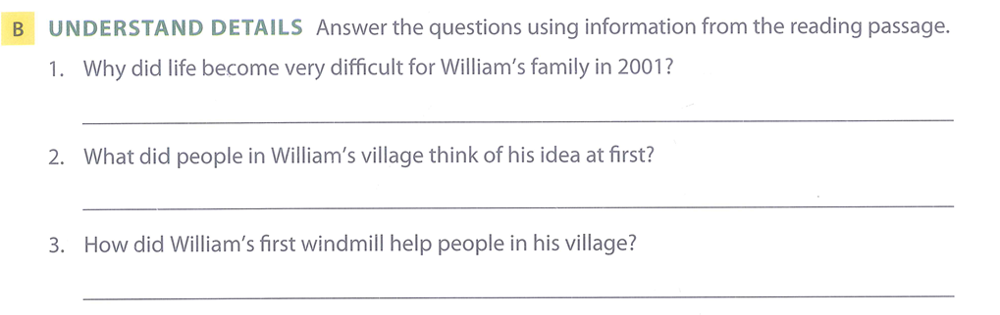 B UNDERSTAND DETAILS Answer the questions using information from the reading passage.
1. Why did life become very difficult for William's family in 2001?
2. What did people in William's village think of his idea at first?
3. How did William's first windmill help people in his village?